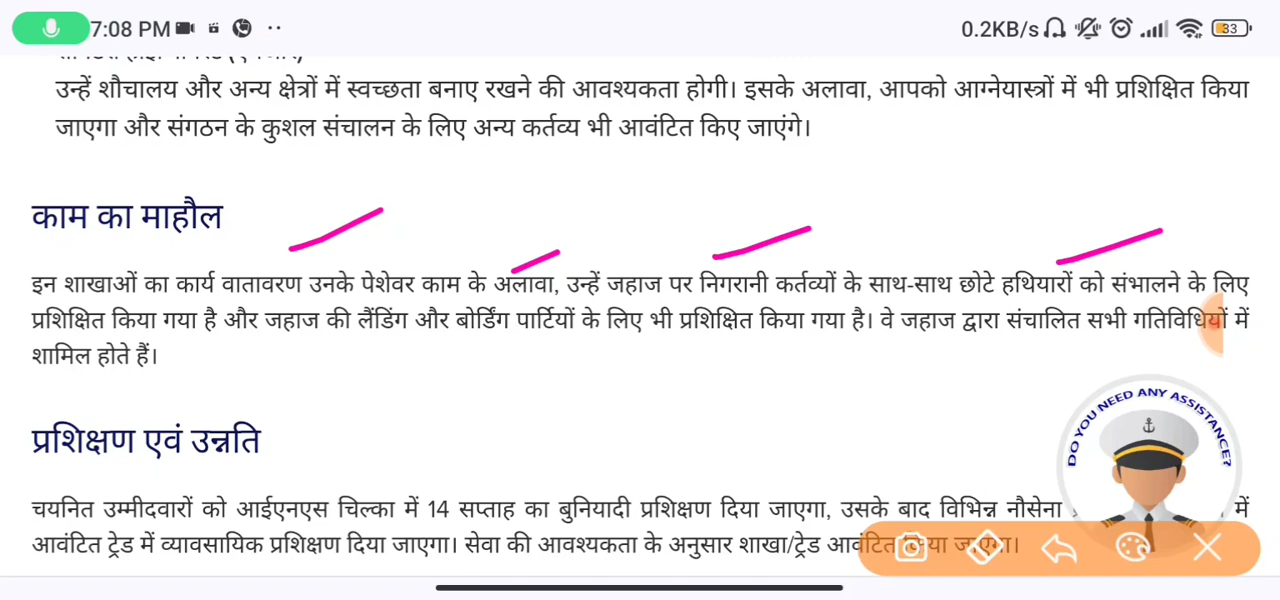 7:08 PM
0.2KB/s
33
उन्हें शौचालय और अन्य क्षेत्रों में स्वच्छता बनाए रखने की आवश्यकता होगी। इसके अलावा, आपको आग्नेयास्त्रों में भी प्रशिक्षित किया
जाएगा और संगठन के कुशल संचालन के लिए अन्य कर्तव्य भी आवंटित किए जाएंगे।
काम का माहौल
इन शाखाओं का कार्य वातावरण उनके पेशेवर काम के अलावा, उन्हें जहाज पर निगरानी कर्तव्यों के साथ-साथ छोटे हथियारों को संभालने के लिए
प्रशिक्षित किया गया है और जहाज की लैंडिंग और बोर्डिंग पार्टियों के लिए भी प्रशिक्षित किया गया है। वे जहाज द्वारा संचालित सभी गतिविधियों में
शामिल होते हैं।
DO YOU NEED ANY ASSISTANCE?
प्रशिक्षण एवं उन्नति
चयनित उम्मीदवारों को आईएनएस चिल्का में 14 सप्ताह का बुनियादी प्रशिक्षण दिया जाएगा, उसके बाद विभिन्न नौसेना में
आवंटित ट्रेड में व्यावसायिक प्रशिक्षण दिया जाएगा। सेवा की आवश्यकता के अनुसार शाखा/ट्रेड आवंटित किया जाएगा।